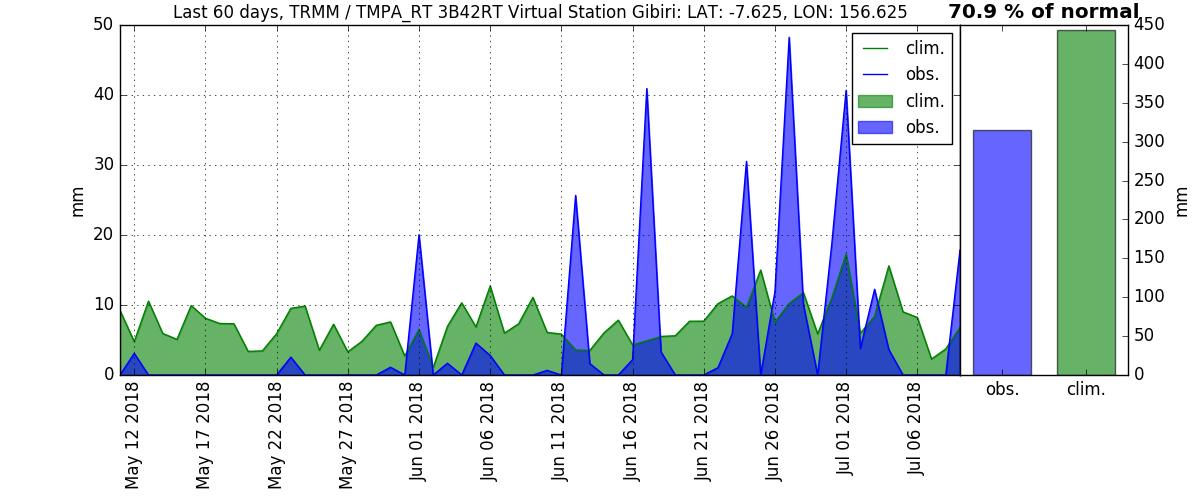 Last 60 days, TRMM / TMPA_RT 3B42RT Virtual Station Gibiri: LAT: -7.625, LON: 156.625
70.9 % of normal
50
40
30
20
10
0
mm
clim.
obs.
clim.
obs.
450
400
350
300
250
200
150
100
50
0
mm
May 12 2018
May 17 2018
May 22 2018
May 27 2018
Jun 01 2018
Jun 06 2018
Jun 11 2018
Jun 16 2018
Jun 21 2018
Jun 26 2018
Jul 01 2018
Jul 06 2018
obs.
clim.